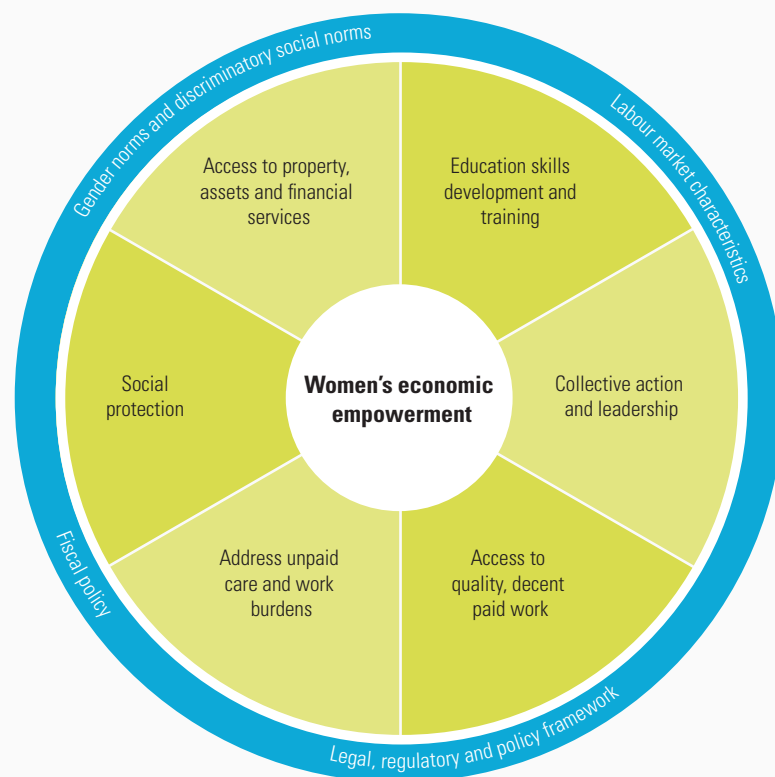 Gender norms and discriminatory social norms
Labour market characteristics
Access to property,
assets and financial
services
Education skills
development and
training
Social
protection
Women’s economic
empowerment
Collective action
and leadership
Address unpaid
care and work
burdens
Access to
quality, decent
paid work
Fiscal policy
Legal, regulatory and policy framework